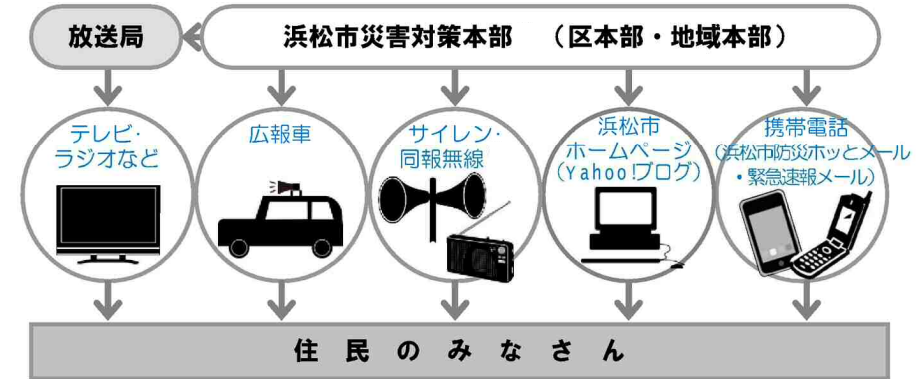 放送局
浜松市災害対策本部 （区本部・地域本部）
テレビ・
ラジオなど
広報車
サイレン・
同報無線
浜松市
ホームページ
（Yahoo!ブログ）
携帯電話
（浜松市防災ホッとメール
・緊急速報メール）
住民のみなさん